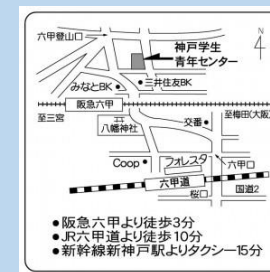 六甲登山口
N
神戸学生
青年センター
みなとBK
三井住友BK
阪急六甲
至三宮
八幡神社
交番
至梅田(大阪)
Coop
フォレスタ
六甲口
六甲道
桜口
国道2
●阪急六甲より徒歩3分
●JR六甲道より徒歩10分
●新幹線新神戸駅よりタクシー15分